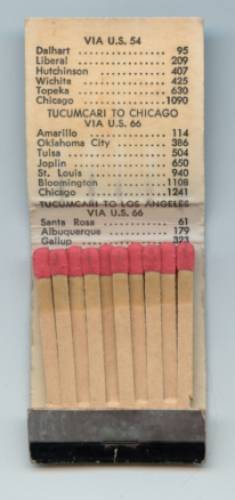 VIA U.S. 54
Dalhart .............. 95
Liberal .............. 209
Hutchinson .......... 407
Wichita .............. 425
Topeka .............. 630
Chicago .............. 1090
TUCUMCARI TO CHICAGO
VIA U.S. 66
Amarillo .............. 114
Oklahoma City ........ 386
Tulsa ................ 504
Joplin ................ 650
St. Louis .............. 940
Bloomington .......... 1108
Chicago .............. 1241
TUCUMCARI TO LOS ANGELES
VIA U.S. 66
Santa Rosa .............. 61
Albuquerque .......... 179
Gallup .............. 323